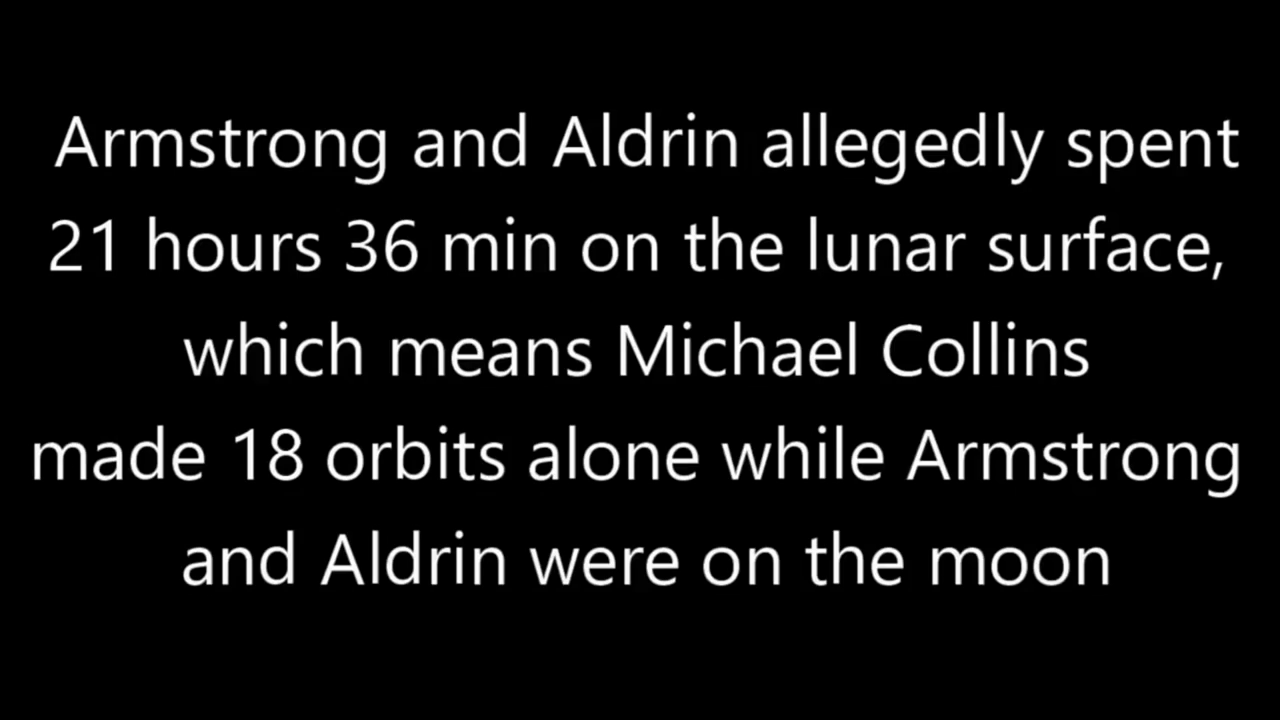 Armstrong and Aldrin allegedly spent
21 hours 36 min on the lunar surface,
which means Michael Collins
made 18 orbits alone while Armstrong
and Aldrin were on the moon